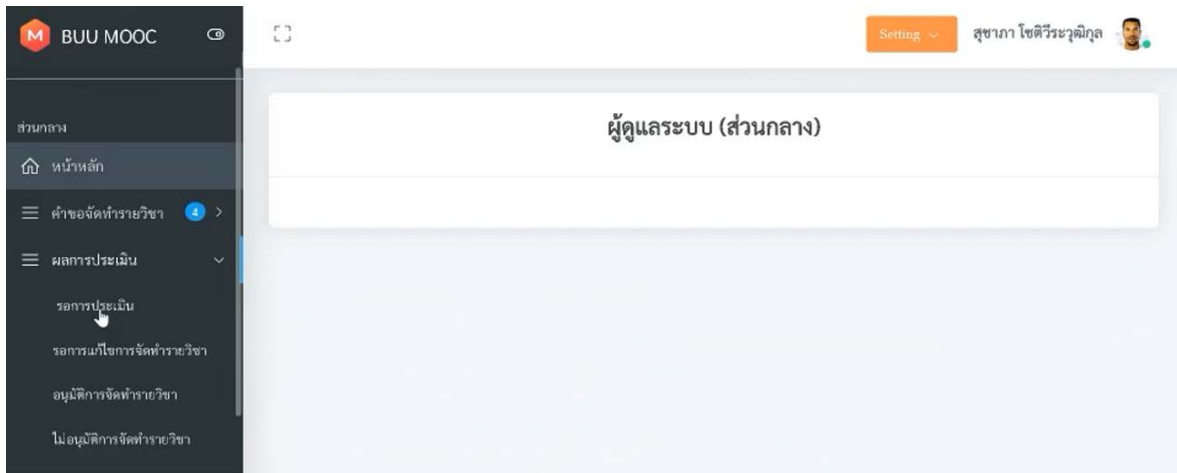 BUU MOOC
Setting
สุชาภา โชติวีระวุฒิกุล
ส่วนกลาง
ผู้ดูแลระบบ (ส่วนกลาง)
หน้าหลัก
คำขอจัดทำรายวิชา 4
ผลการประเมิน
รอการประเมิน
รอการแก้ไขการจัดทำรายวิชา
อนุมัติการจัดทำรายวิชา
ไม่อนุมัติการจัดทำรายวิชา